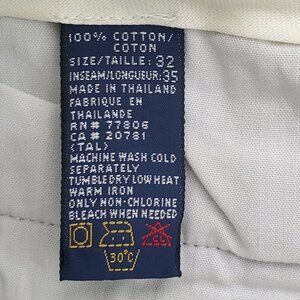 100% COTTON/
COTON
SIZE/TAILLE: 32
INSEAM/LONGUEUR:35
MADE IN THAILAND
FABRIQUE EN
THAILANDE
RN# 77806
CA# 20781
(TAL)
MACHINE WASH COLD
SEPARATELY
TUMBLE DRY LOW HEAT
WARM IRON
ONLY NON-CHLORINE
BLEACH WHEN NEEDED
30°C